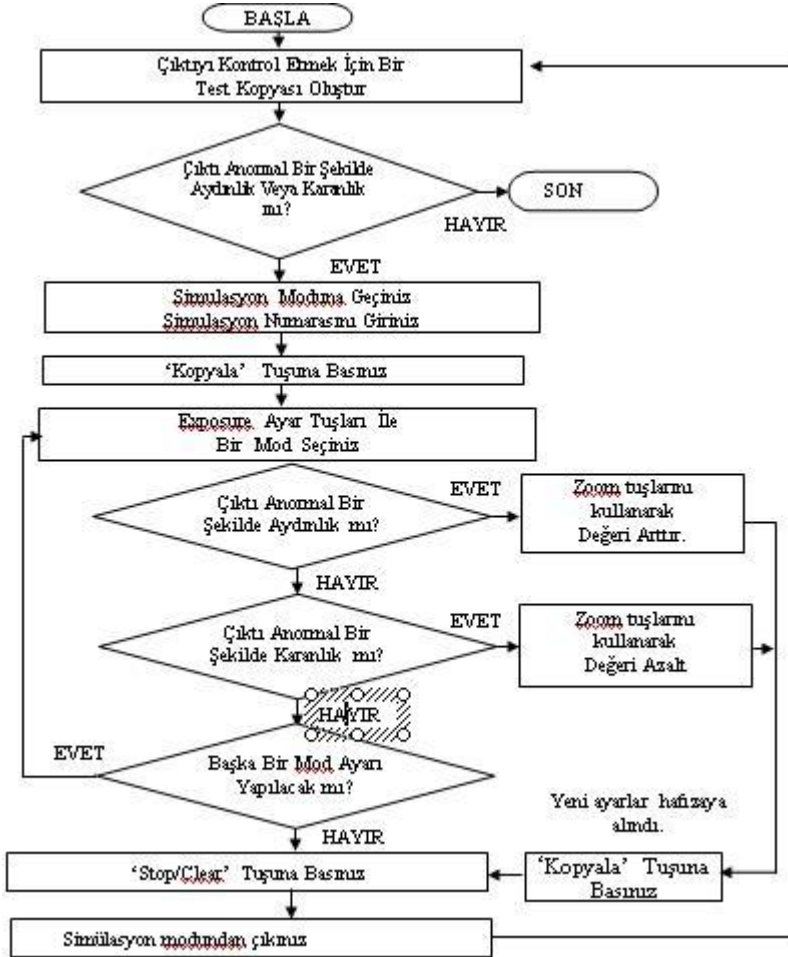 BAŞLA
Çıktıyı Kontrol Etmek İçin Bir
Test Kopyası Oluştur
Çıktı Anormal Bir Şekilde
Aydınlık Veya Karanlık
mı?
SON
HAYIR
EVET
Simulasyon Moduna Geçiniz
Simulasyon Numarasını Giriniz
‘Kopyala’ Tuşuna Basınız
Exposure Ayar Tuşları İle
Bir Mod Seçiniz
Çıktı Anormal Bir
Şekilde Aydınlık mı?
EVET
Zoom tuşlarını
kullanarak
Değeri Arttır.
HAYIR
Çıktı Anormal Bir
Şekilde Karanlık mı?
EVET
Zoom tuşlarını
kullanarak
Değeri Azalt
HAYIR
EVET
Başka Bir Mod Ayarı
Yapılacak mı?
HAYIR
Yeni ayarlar hafızaya
alındı.
‘Stop/Clear’ Tuşuna Basınız
‘Kopyala’ Tuşuna
Basınız
Simülasyon modundan çıkınız